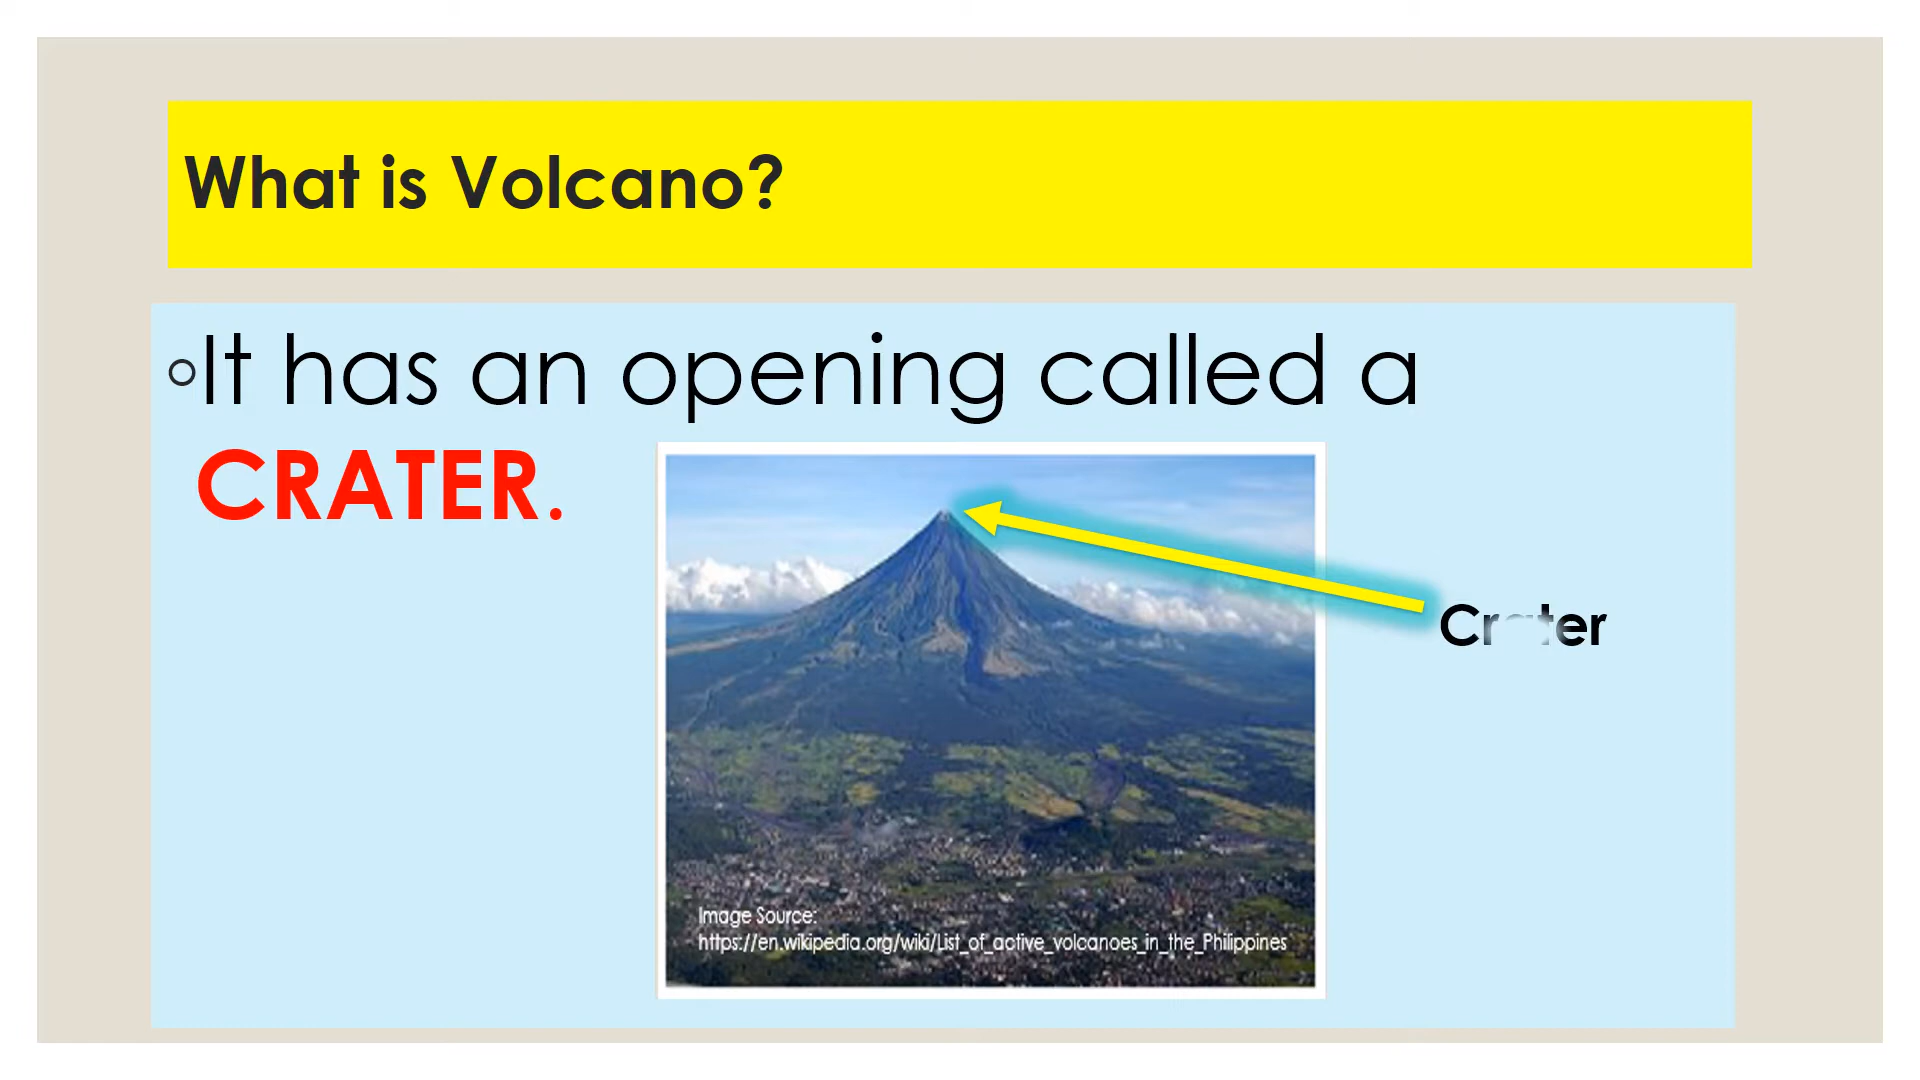 What is Volcano?
◦It has an opening called a
CRATER.
Crater
Image Source:
https://en.wikipedia.org/wiki/List_of_active_volcanoes_in_the_Philippines